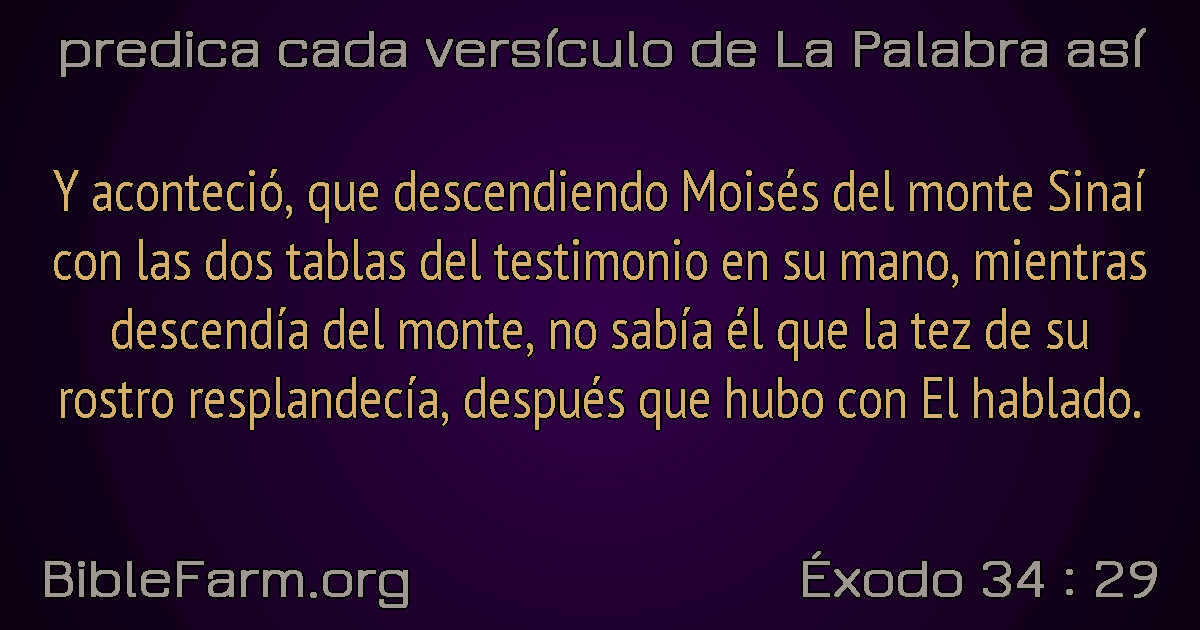 predica cada versículo de La Palabra así
Y aconteció, que descendiendo Moisés del monte Sinaí
con las dos tablas del testimonio en su mano, mientras
descendía del monte, no sabía él que la tez de su
rostro resplandecía, después que hubo con El hablado.
BibleFarm.org
Éxodo 34 : 29